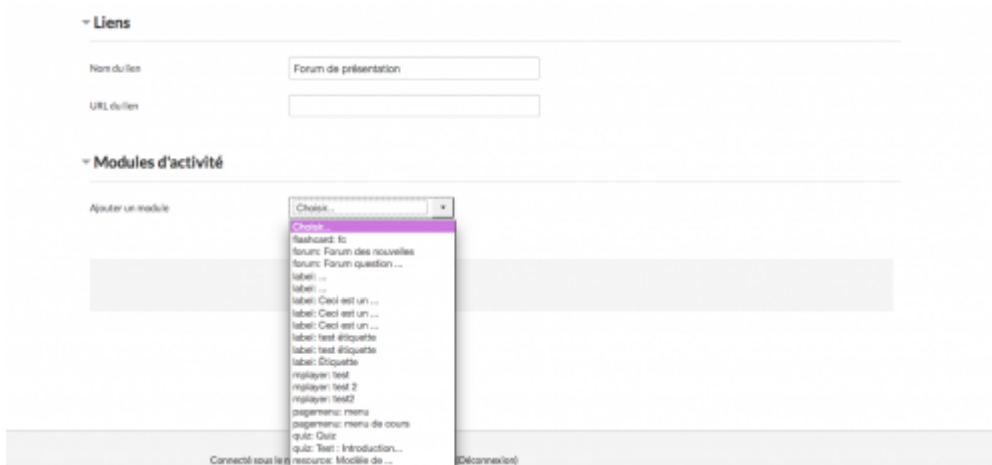 Liens
Nom du lien
Forum de présentation
URL du lien
Modules d'activité
Ajouter un module
Choisir...
Choisir...
flashcard: fc
forum: Forum des nouvelles
forum: Forum question ...
label: ...
label: ...
label: Ceci est un ...
label: Ceci est un ...
label: Ceci est un ...
label: test étiquette
label: test étiquette
label: Étiquette
mplayer: test
mplayer: test 2
mplayer: test2
pagemenu: menu
pagemenu: menu de cours
quiz: Quiz
quiz: Test : Introduction...
resource: Modèle de ...
Connecté sous le n
(Déconnexion)